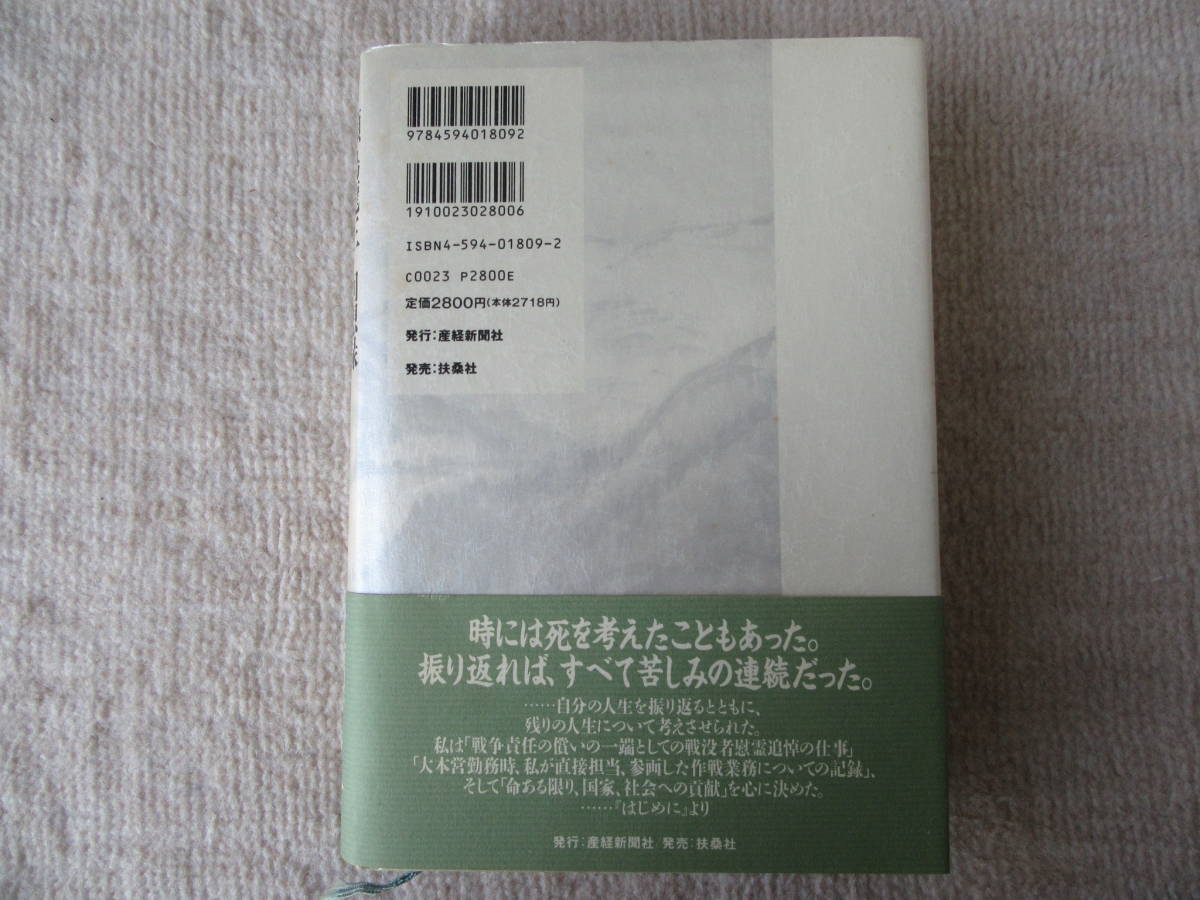 9784594018092
1910023028006
ISBN4-594-01809-2
C0023 P2800E
定価2800円(本体2718円)
発行:産経新聞社
発売:扶桑社
時には死を考えたこともあった。
振り返れば、すべて苦しみの連続だった。
……自分の人生を振り返るとともに、
残りの人生について考えさせられた。
私は「戦争責任の償いの一端としての戦没者慰霊追悼の仕事」
「大本営勤務時、私が直接担当、参画した作戦業務についての記録」、
そして「命ある限り、国家、社会への貢献」を心に決めた。
……『はじめに』より
発行:産経新聞社 発売:扶桑社